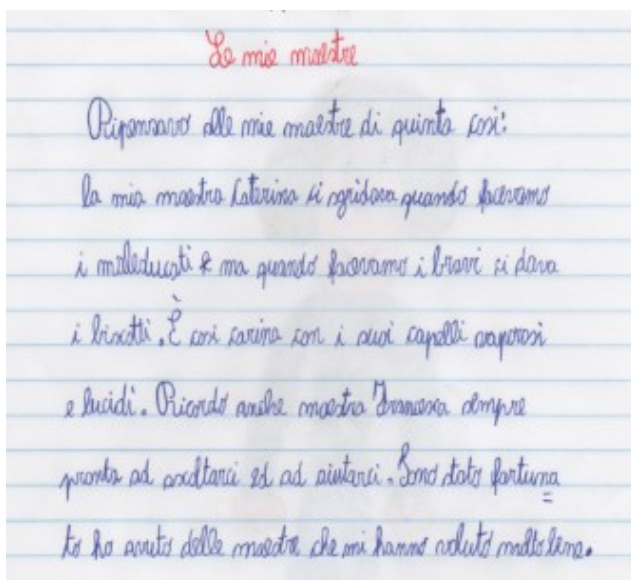 Le mie maestre
Ripensavo alle mie maestre di quinta così:
la mia maestra Caterina ci sgridava quando facevamo
i maleducati e ma quando facevamo i bravi ci dava
i biscotti. È così carina con i suoi capelli vaporosi
e lucidi. Ricordo anche maestra Francesca sempre
pronta ad ascoltarci ed ad aiutarci. Sono stato fortuna
to ho avuto delle maestre che mi hanno voluto molto bene.